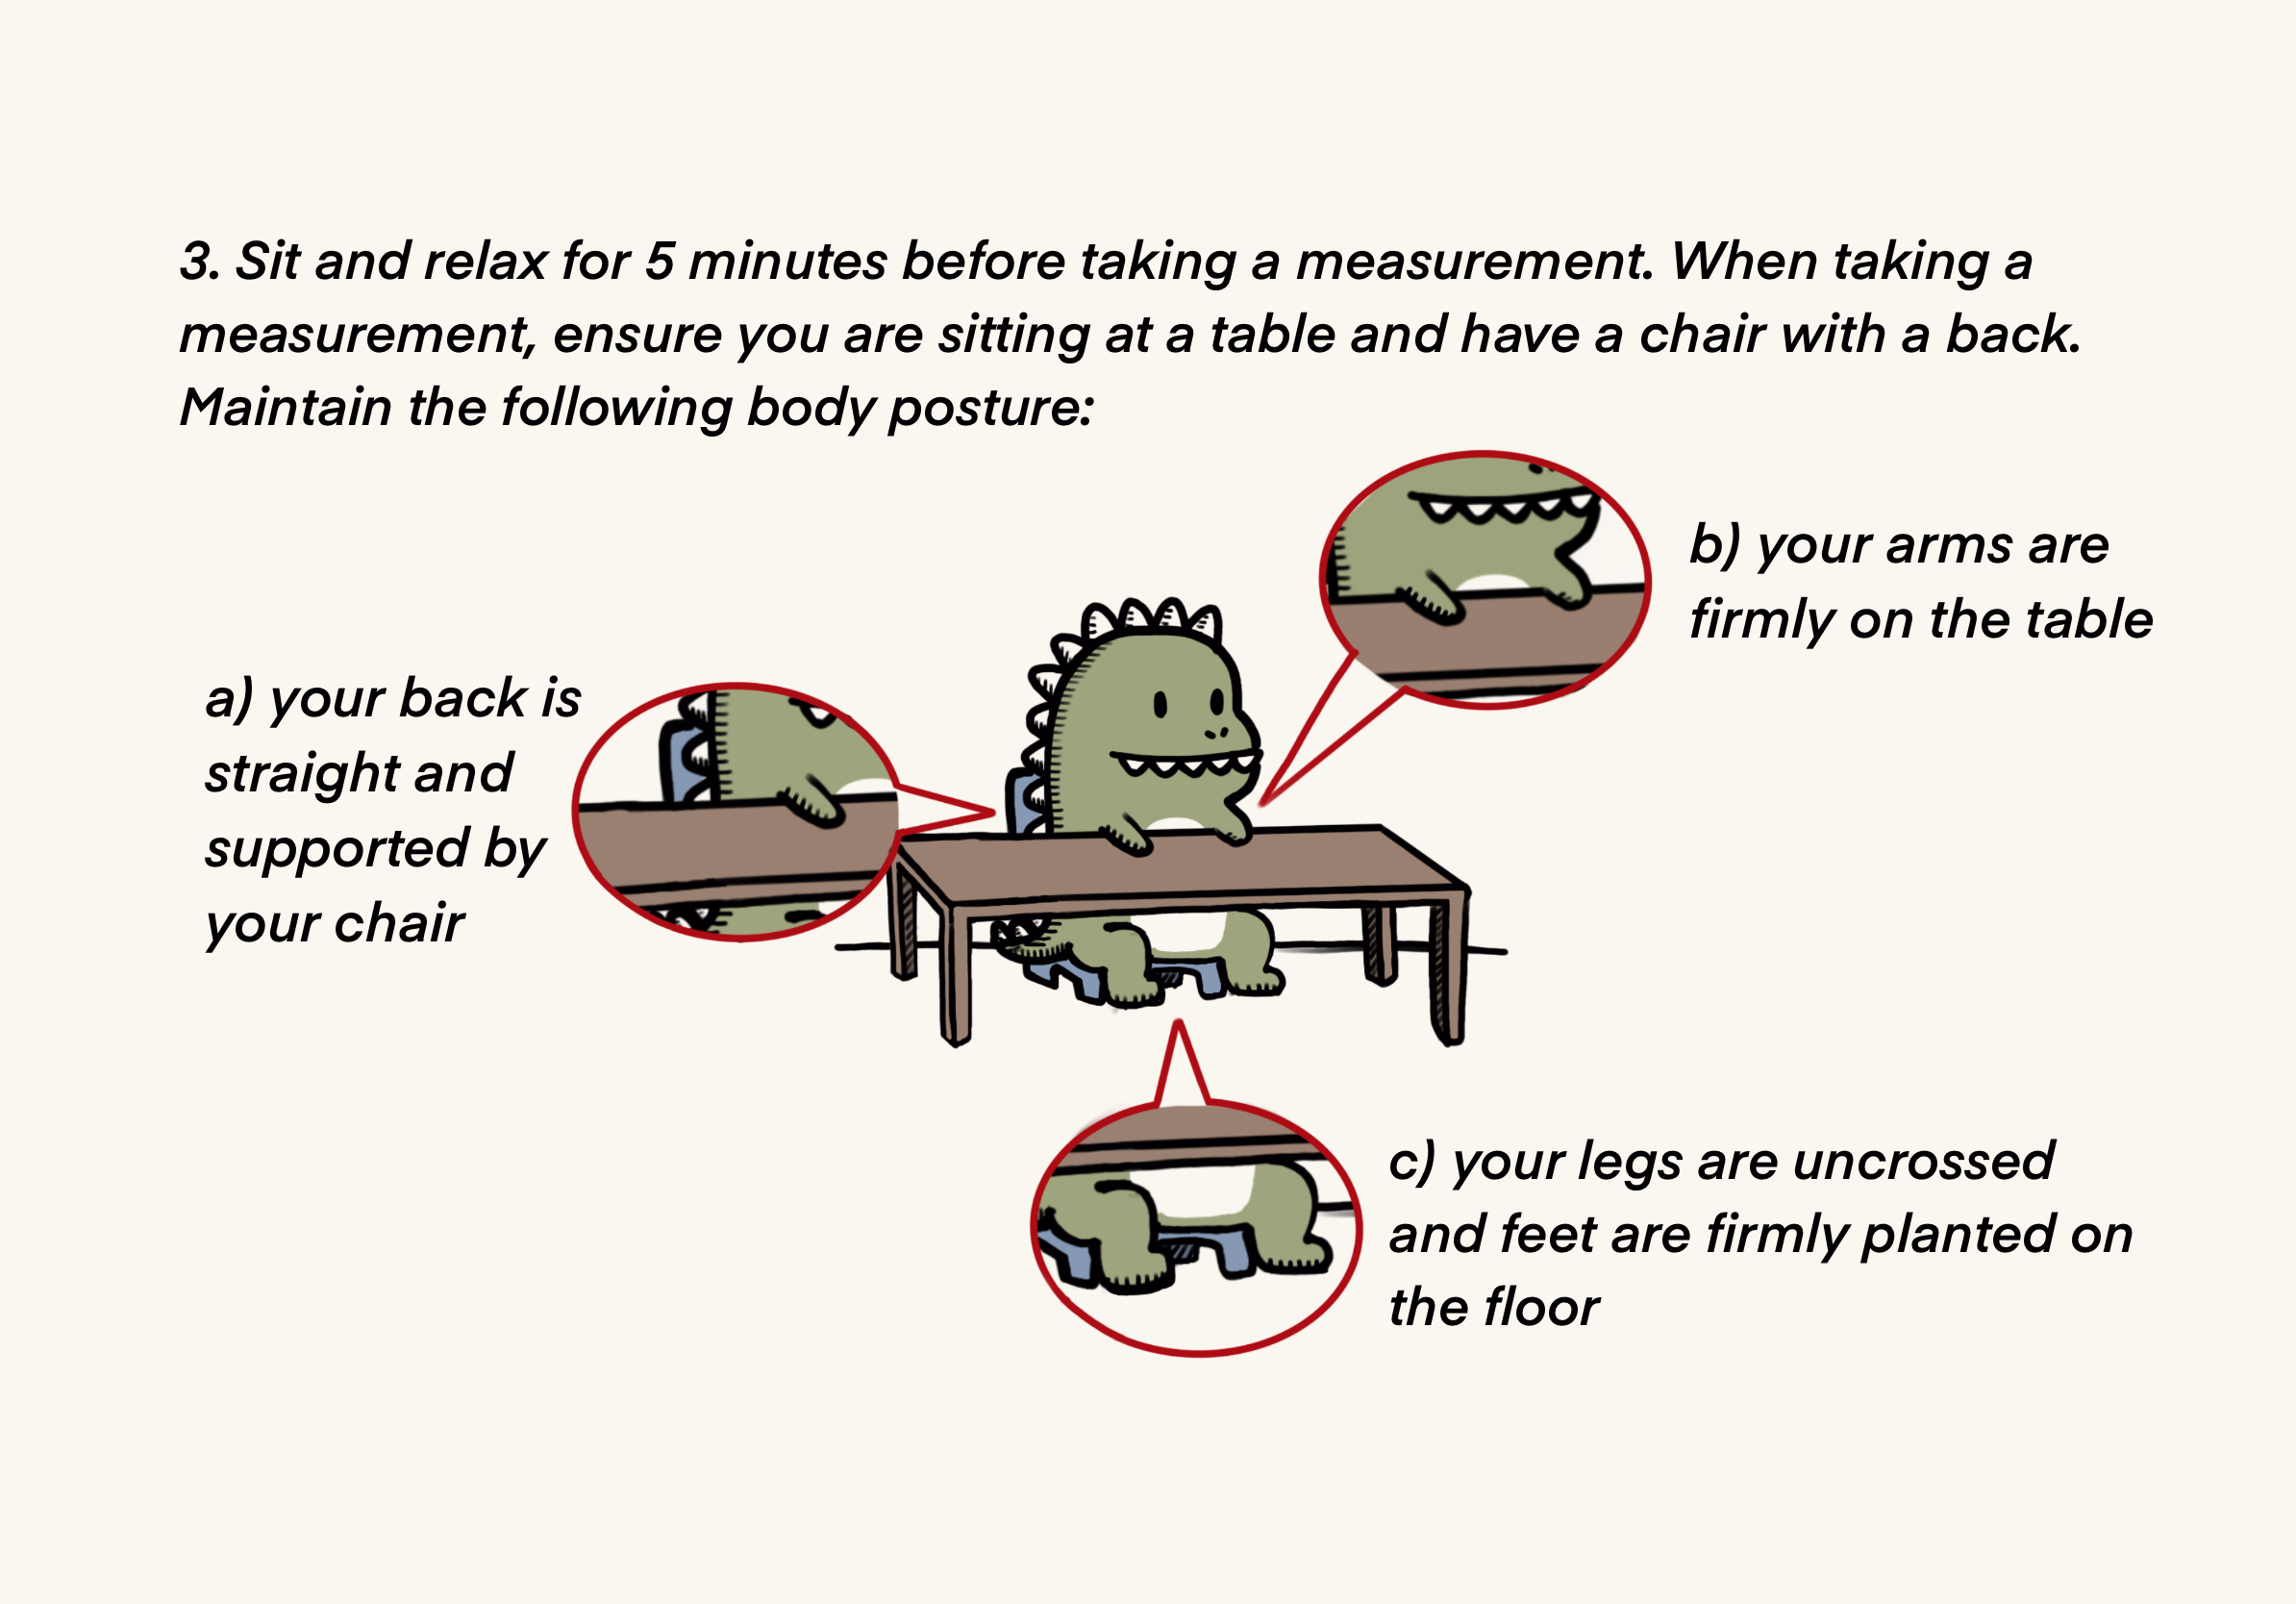 3. Sit and relax for 5 minutes before taking a measurement. When taking a
measurement, ensure you are sitting at a table and have a chair with a back.
Maintain the following body posture:
a) your back is
straight and
supported by
your chair
b) your arms are
firmly on the table
c) your legs are uncrossed
and feet are firmly planted on
the floor